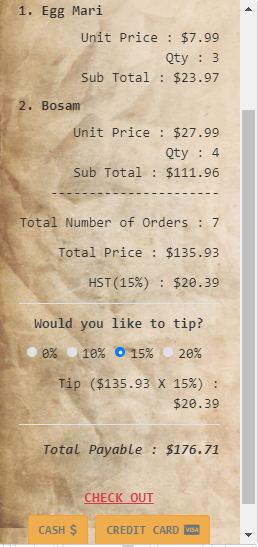 1. Egg Mari
Unit Price : $7.99
Qty : 3
Sub Total : $23.97
2. Bosam
Unit Price : $27.99
Qty : 4
Sub Total : $111.96
---------------------
Total Number of Orders : 7
Total Price : $135.93
HST(15%) : $20.39
Would you like to tip?
0% 10% 15% 20%
Tip ($135.93 X 15%) :
$20.39
Total Payable : $176.71
CHECK OUT
CASH $ CREDIT CARD VISA